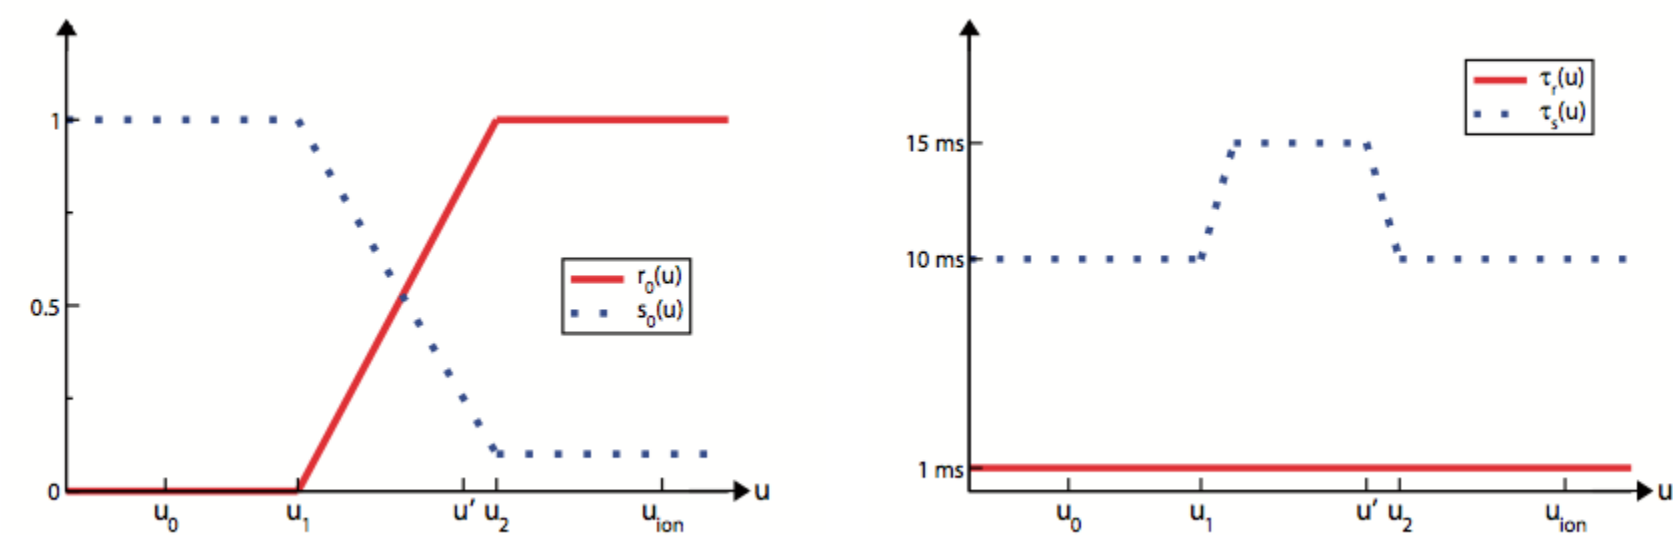 1
0.5
0
r₀(u)
s₀(u)
u₀ u₁ u′ u₂ uᵢₒₙ u
τᵣ(u)
τₛ(u)
15 ms
10 ms
1 ms
u₀ u₁ u′ u₂ uᵢₒₙ u